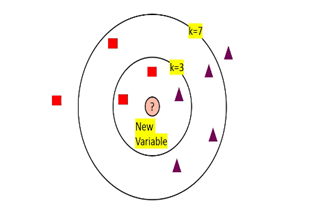 k=7
k=3
?
New
Variable